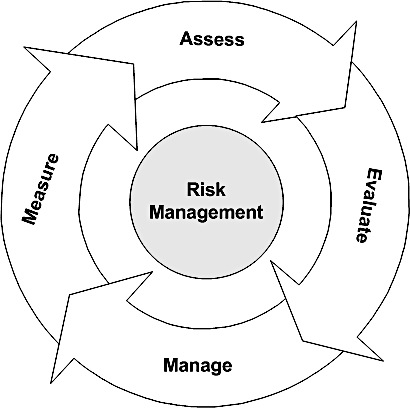 Assess
Evaluate
Manage
Measure
Risk
Management